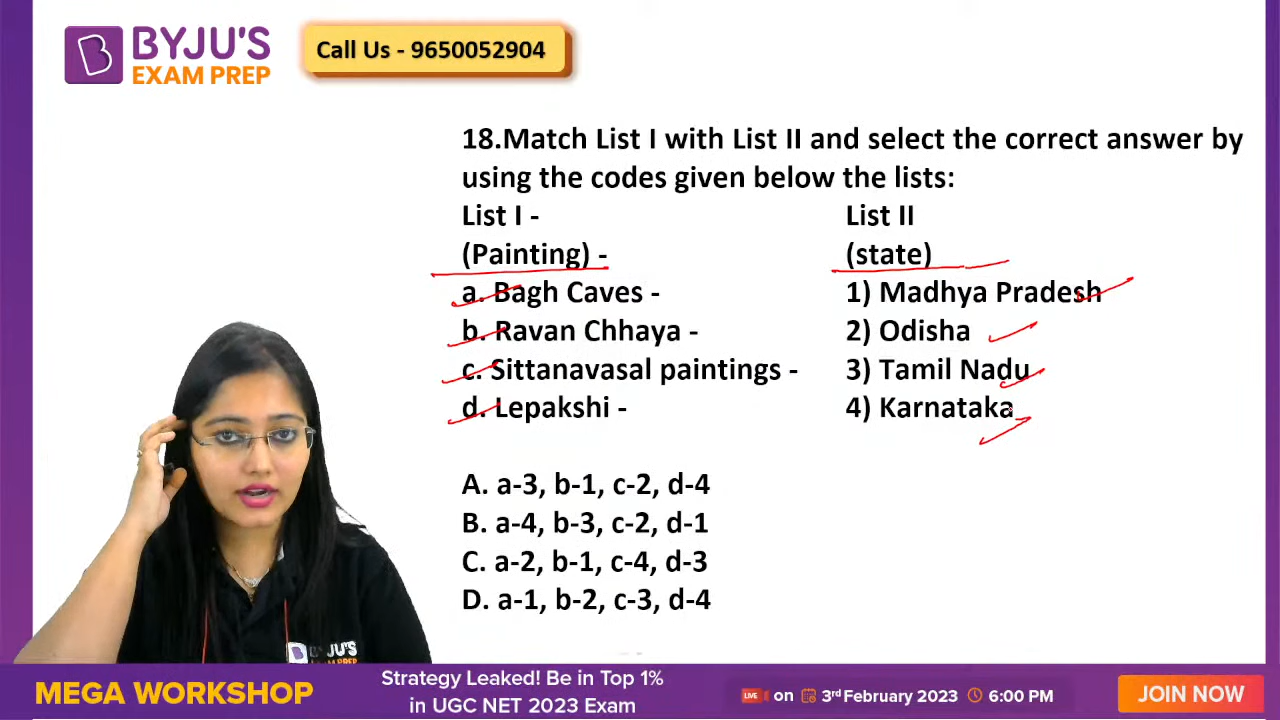 BYJU'S
EXAM PREP
Call Us - 9650052904
18.Match List I with List II and select the correct answer by
using the codes given below the lists:
List I - List II
(Painting) - (state)
a. Bagh Caves - 1) Madhya Pradesh
b. Ravan Chhaya - 2) Odisha
c. Sittanavasal paintings - 3) Tamil Nadu
d. Lepakshi - 4) Karnataka
A. a-3, b-1, c-2, d-4
B. a-4, b-3, c-2, d-1
C. a-2, b-1, c-4, d-3
D. a-1, b-2, c-3, d-4
BYJU'S
EXAM PREP
MEGA WORKSHOP
Strategy Leaked! Be in Top 1%
in UGC NET 2023 Exam
LIVE on 3rd February 2023 6:00 PM
JOIN NOW